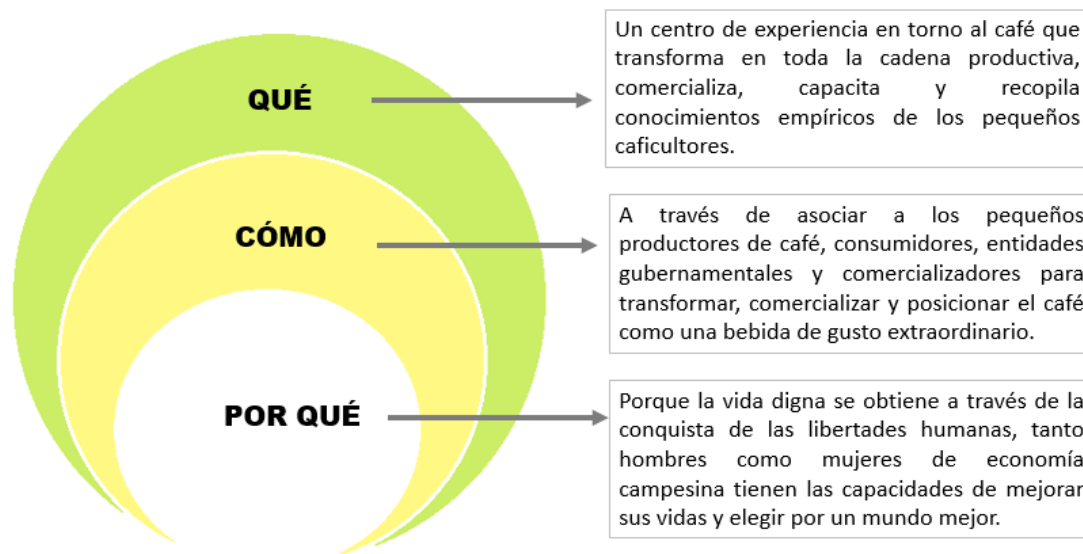 QUÉ
Un centro de experiencia en torno al café que
transforma en toda la cadena productiva,
comercializa, capacita y recopila
conocimientos empíricos de los pequeños
caficultores.
CÓMO
A través de asociar a los pequeños
productores de café, consumidores, entidades
gubernamentales y comercializadores para
transformar, comercializar y posicionar el café
como una bebida de gusto extraordinario.
POR QUÉ
Porque la vida digna se obtiene a través de la
conquista de las libertades humanas, tanto
hombres como mujeres de economía
campesina tienen las capacidades de mejorar
sus vidas y elegir por un mundo mejor.